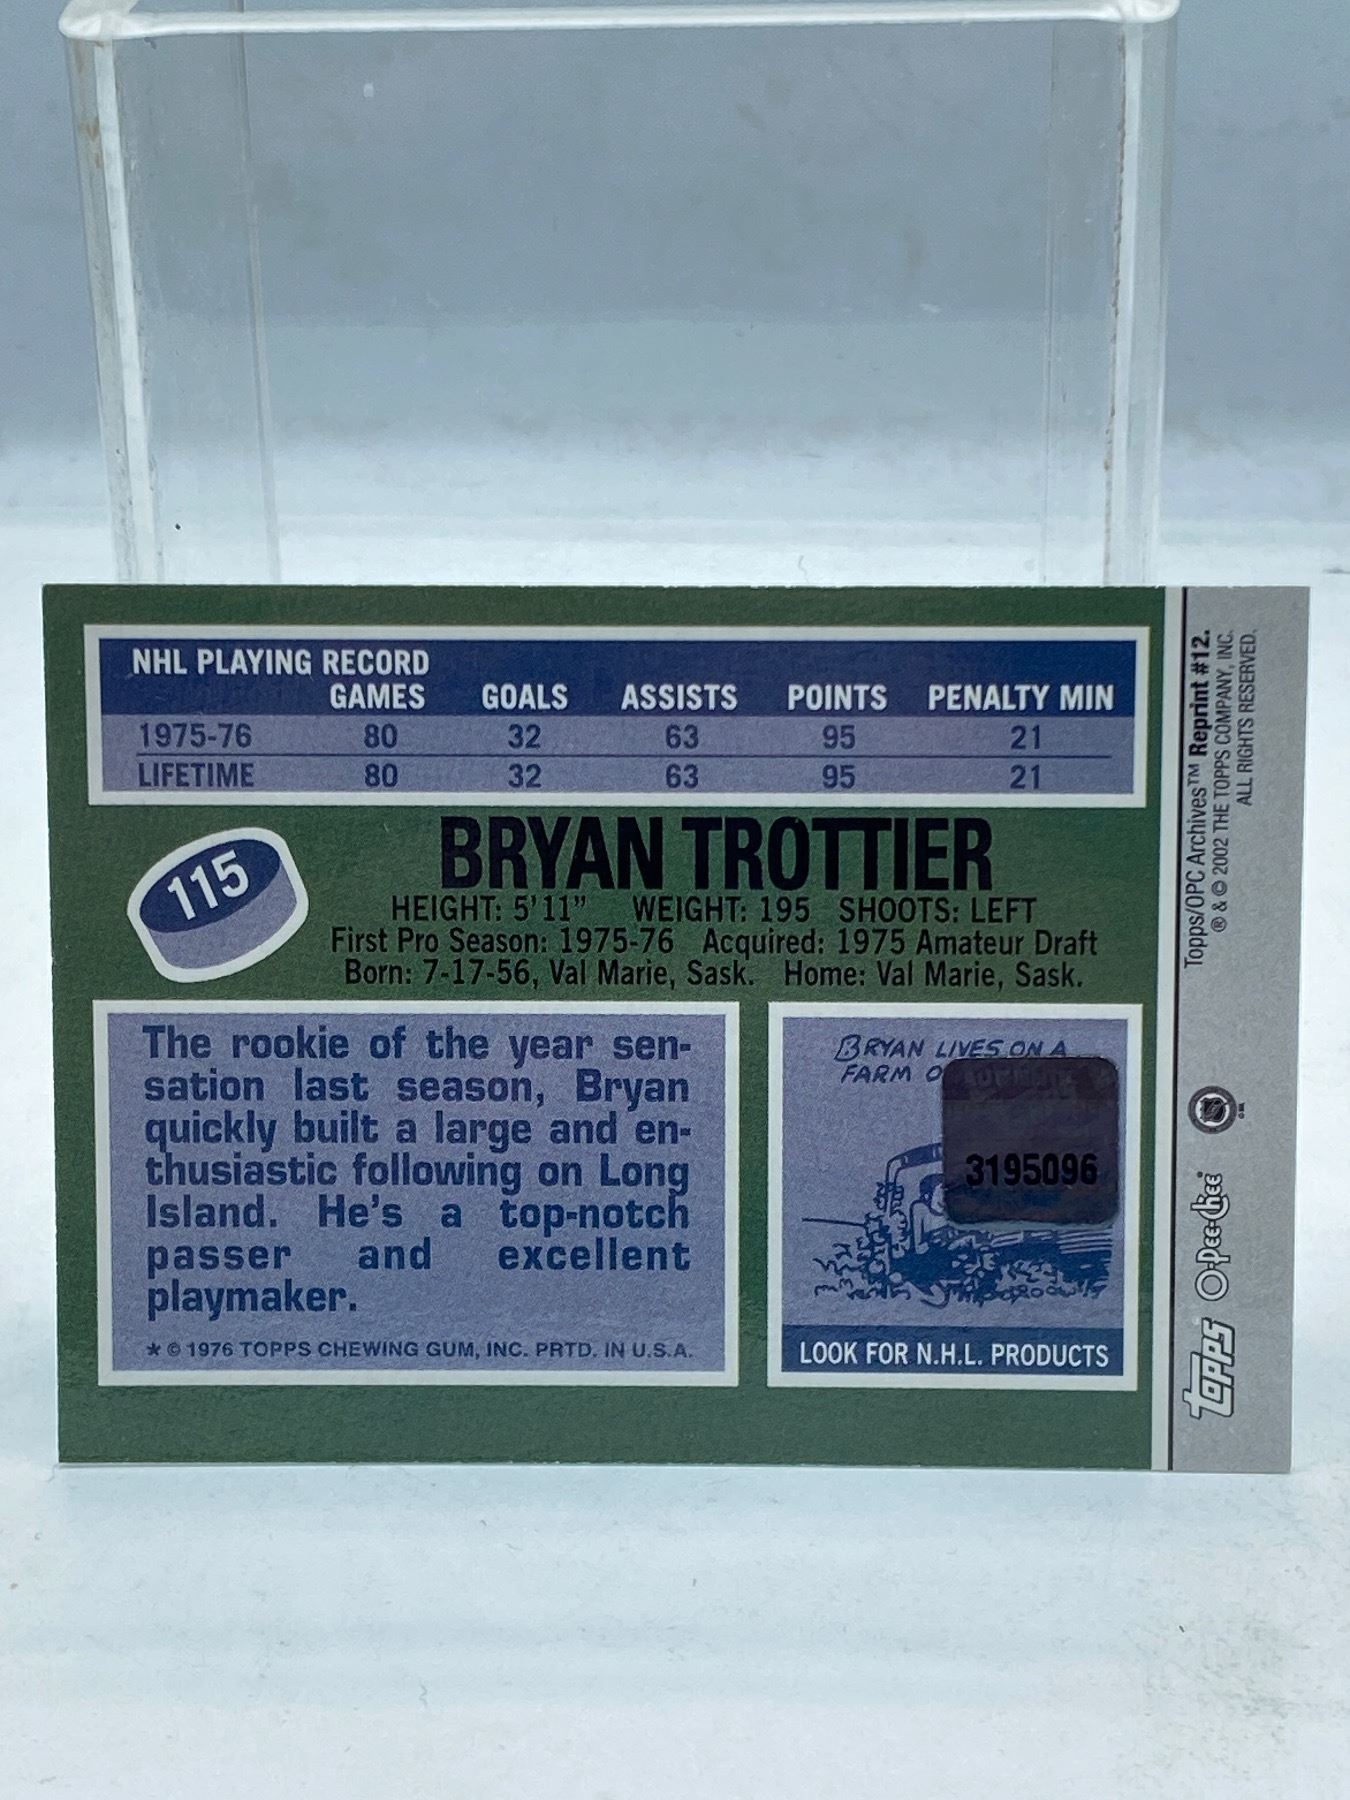 NHL PLAYING RECORD
GAMES GOALS ASSISTS POINTS PENALTY MIN
1975-76 80 32 63 95 21
LIFETIME 80 32 63 95 21
115
BRYAN TROTTIER
HEIGHT: 5'11" WEIGHT: 195 SHOOTS: LEFT
First Pro Season: 1975-76 Acquired: 1975 Amateur Draft
Born: 7-17-56, Val Marie, Sask. Home: Val Marie, Sask.
The rookie of the year sen-
sation last season, Bryan
quickly built a large and en-
thusiastic following on Long
Island. He's a top-notch
passer and excellent
playmaker.
* © 1976 TOPPS CHEWING GUM, INC. PRTD. IN U.S.A.
BRYAN LIVES ON A
FARM
3195096
LOOK FOR N.H.L. PRODUCTS
Topps/OPC Archives™ Reprint #12.
® & © 2002 THE TOPPS COMPANY, INC.
ALL RIGHTS RESERVED.
Topps O-Pee-Chee